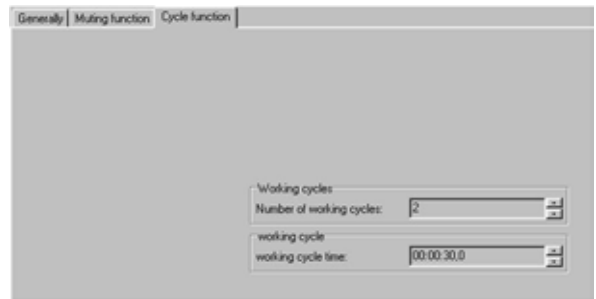 Generally Muting function Cycle function
Working cycles
Number of working cycles: 2
working cycle
working cycle time: 00:00:30,0